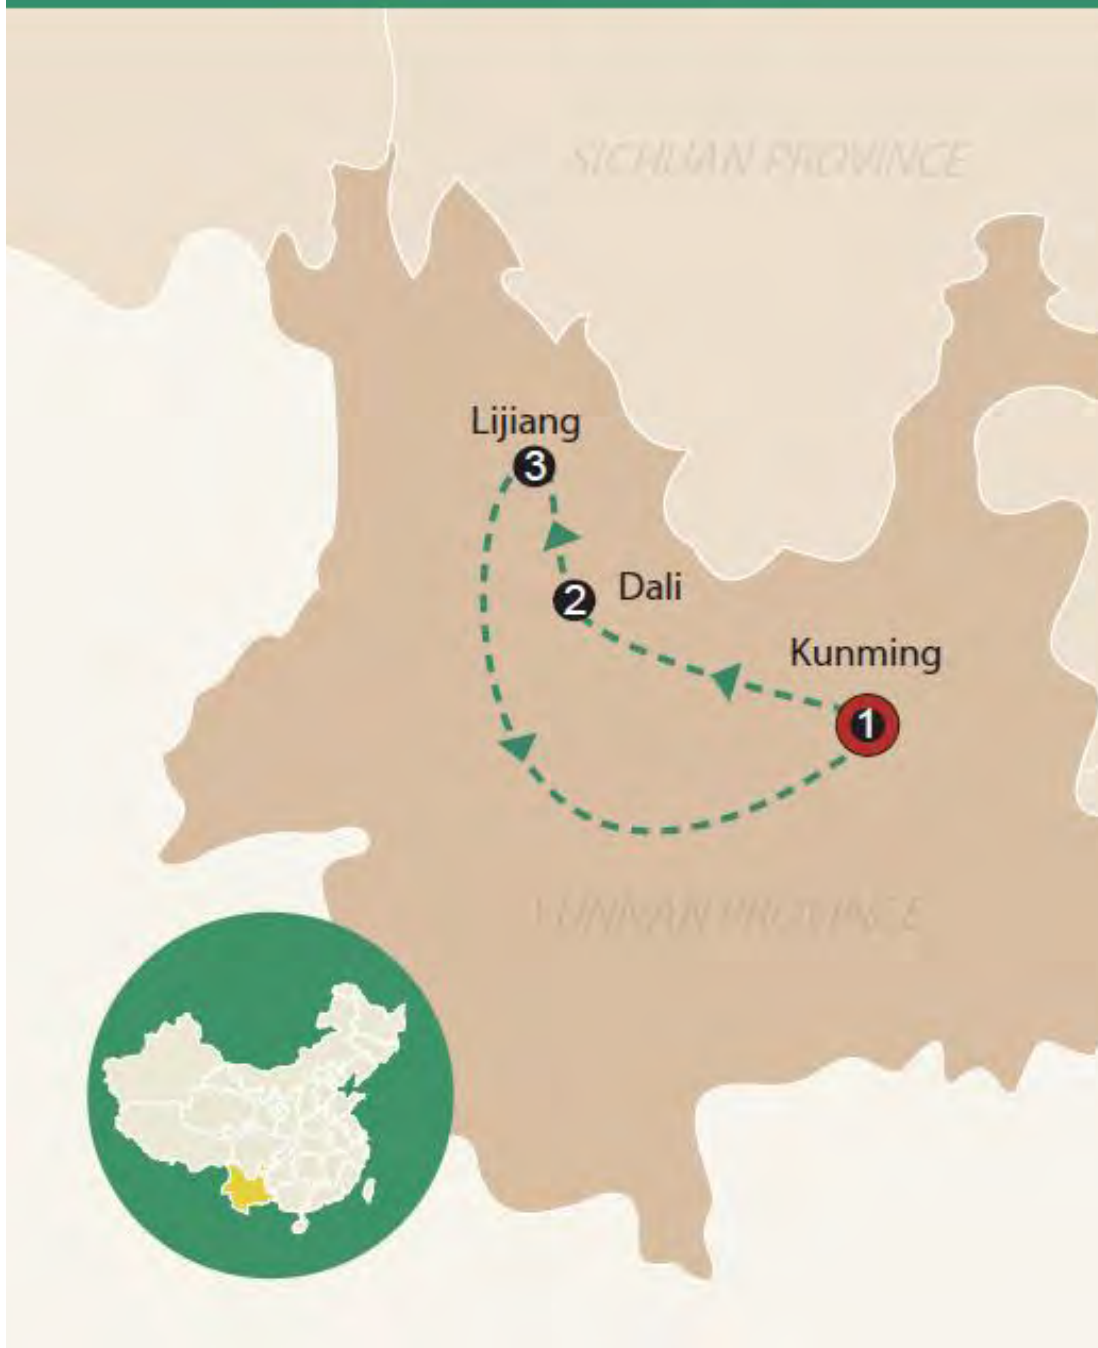 SICHUAN PROVINCE
Lijiang
3
2
Dali
Kunming
1
YUNNAN PROVINCE